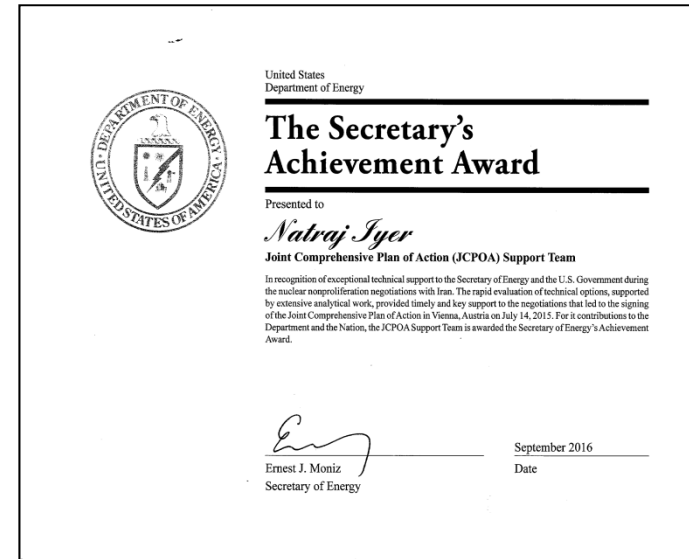 UNITED STATES OF AMERICA · DEPARTMENT OF ENERGY ·
United States
Department of Energy
The Secretary's
Achievement Award
Presented to
Natraj Iyer
Joint Comprehensive Plan of Action (JCPOA) Support Team
In recognition of exceptional technical support to the Secretary of Energy and the U.S. Government during
the nuclear nonproliferation negotiations with Iran. The rapid evaluation of technical options, supported
by extensive analytical work, provided timely and key support to the negotiations that led to the signing
of the Joint Comprehensive Plan of Action in Vienna, Austria on July 14, 2015. For it contributions to the
Department and the Nation, the JCPOA Support Team is awarded the Secretary of Energy's Achievement
Award.
September 2016
Ernest J. Moniz
Date
Secretary of Energy